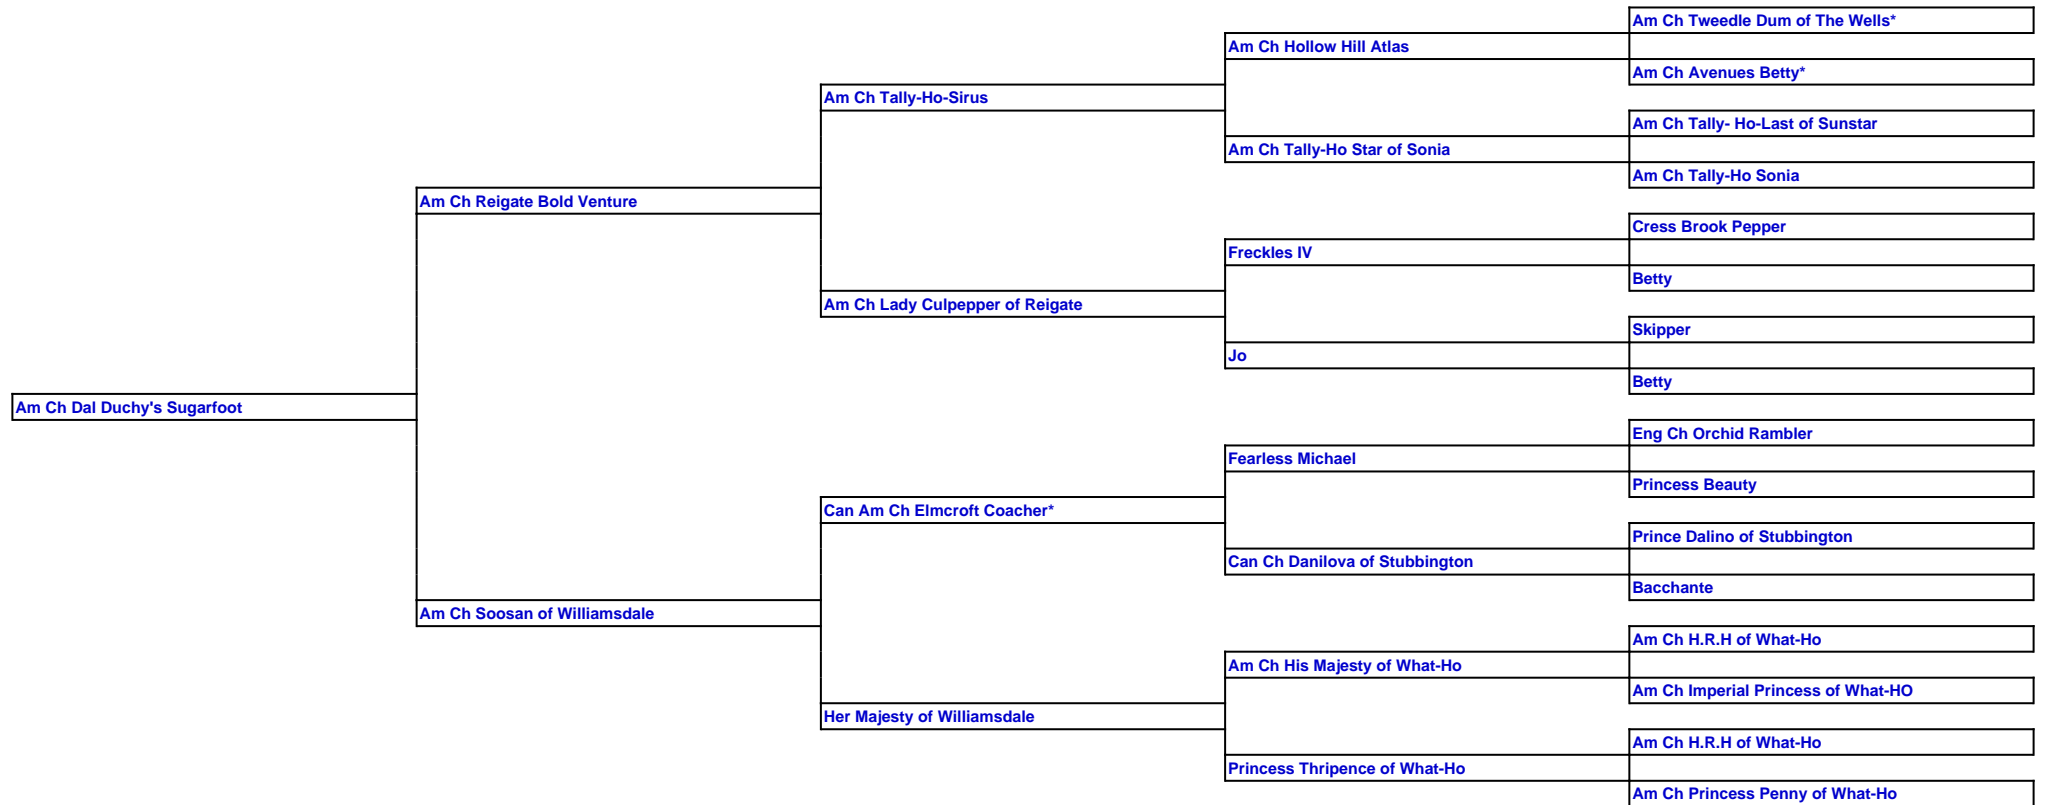 Am Ch Tweedle Dum of The Wells*
Am Ch Hollow Hill Atlas
Am Ch Avenues Betty*
Am Ch Tally-Ho-Sirus
Am Ch Tally- Ho-Last of Sunstar
Am Ch Tally-Ho Star of Sonia
Am Ch Tally-Ho Sonia
Am Ch Reigate Bold Venture
Cress Brook Pepper
Freckles IV
Betty
Am Ch Lady Culpepper of Reigate
Skipper
Jo
Betty
Am Ch Dal Duchy's Sugarfoot
Eng Ch Orchid Rambler
Fearless Michael
Princess Beauty
Can Am Ch Elmcroft Coacher*
Prince Dalino of Stubbington
Can Ch Danilova of Stubbington
Bacchante
Am Ch Soosan of Williamsdale
Am Ch H.R.H of What-Ho
Am Ch His Majesty of What-Ho
Am Ch Imperial Princess of What-HO
Her Majesty of Williamsdale
Am Ch H.R.H of What-Ho
Princess Thripence of What-Ho
Am Ch Princess Penny of What-Ho